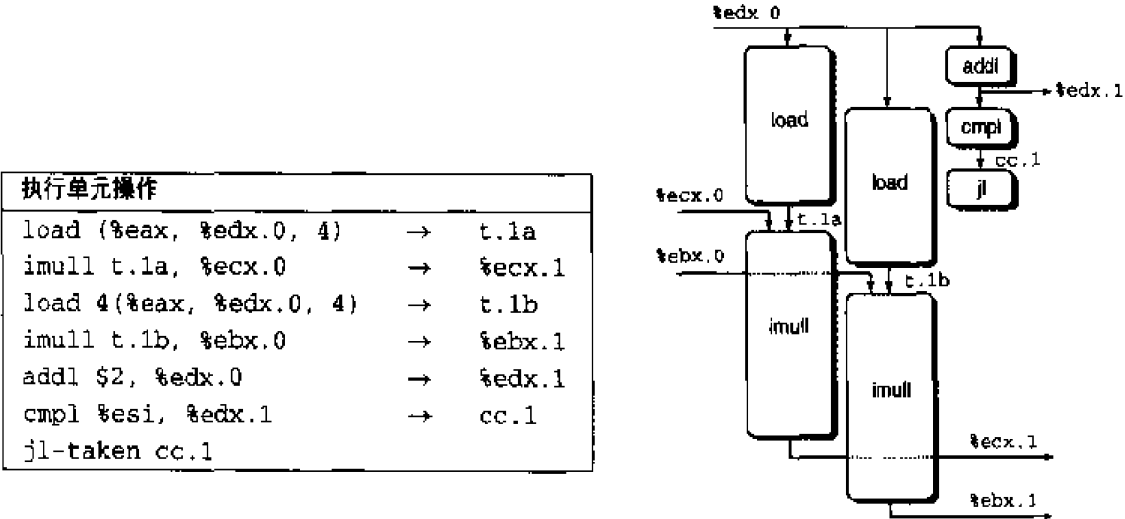 执行单元操作
load (%eax, %edx.0, 4) → t.1a
imull t.1a, %ecx.0 → %ecx.1
load 4(%eax, %edx.0, 4) → t.1b
imull t.1b, %ebx.0 → %ebx.1
addl $2, %edx.0 → %edx.1
cmpl %esi, %edx.1 → cc.1
jl-taken cc.1
%edx 0
addl
%edx.1
load
cmpl
cc.1
load
jl
%ecx.0
t.1a
%ebx.0
t.1b
imull
imull
%ecx.1
%ebx.1